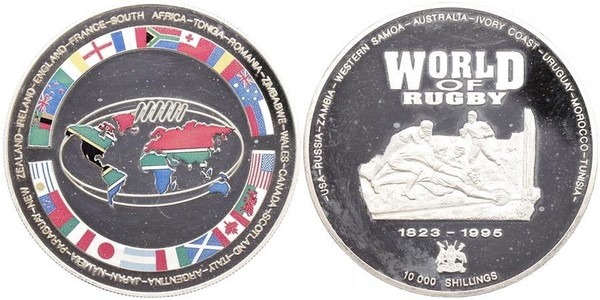 NEW ZEALAND-IRELAND-ENGLAND-FRANCE-SOUTH AFRICA-TONGA-ROMANIA-ZIMBABWE-WALES-CANADA-SCOTLAND-ITALY-ARGENTINA-JAPAN-NAMIBIA-PARAGUAY-
-USA-RUSSIA-ZAMBIA-WESTERN SAMOA-AUSTRALIA-IVORY COAST-URUGUAY-MOROCCO-TUNISIA-
WORLD
OF
RUGBY
1823-1995
10 000 SHILLINGS